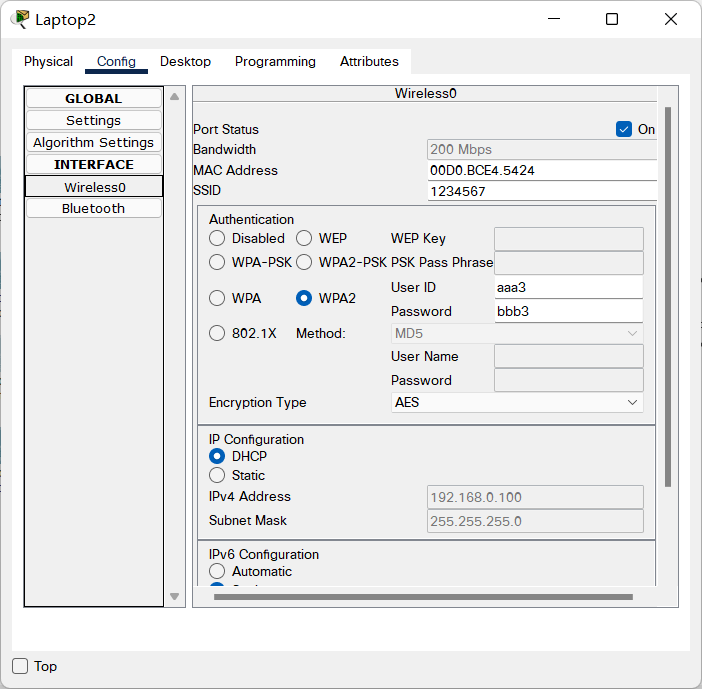 Laptop2
Physical Config Desktop Programming Attributes
GLOBAL
Settings
Algorithm Settings
INTERFACE
Wireless0
Bluetooth
Wireless0
Port Status On
Bandwidth 200 Mbps
MAC Address 00D0.BCE4.5424
SSID 1234567
Authentication
Disabled WEP WEP Key
WPA-PSK WPA2-PSK PSK Pass Phrase
User ID aaa3
WPA WPA2
Password bbb3
802.1X Method: MD5
User Name
Password
Encryption Type AES
IP Configuration
DHCP
Static
IPv4 Address 192.168.0.100
Subnet Mask 255.255.255.0
IPv6 Configuration
Automatic
Top